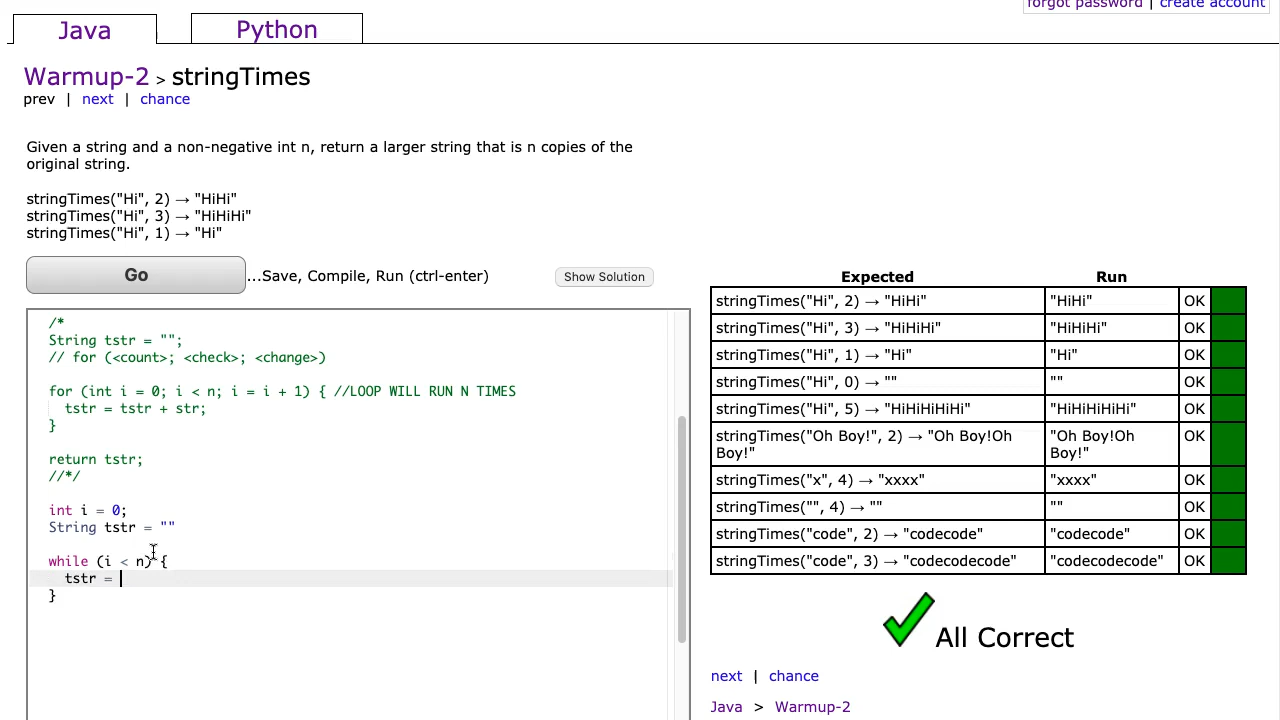 forgot password | create account
Java
Python
Warmup-2 > stringTimes
prev | next | chance
Given a string and a non-negative int n, return a larger string that is n copies of the
original string.
stringTimes("Hi", 2) → "HiHi"
stringTimes("Hi", 3) → "HiHiHi"
stringTimes("Hi", 1) → "Hi"
Go
...Save, Compile, Run (ctrl-enter)
Show Solution
/*
String tstr = "";
// for (<count>; <check>; <change>)
for (int i = 0; i < n; i = i + 1) { //LOOP WILL RUN N TIMES
tstr = tstr + str;
}
return tstr;
//*/
int i = 0;
String tstr = ""
while (i < n) {
tstr =
}
Expected Run
stringTimes("Hi", 2) → "HiHi" "HiHi" OK
stringTimes("Hi", 3) → "HiHiHi" "HiHiHi" OK
stringTimes("Hi", 1) → "Hi" "Hi" OK
stringTimes("Hi", 0) → "" "" OK
stringTimes("Hi", 5) → "HiHiHiHiHi" "HiHiHiHiHi" OK
stringTimes("Oh Boy!", 2) → "Oh Boy!Oh "Oh Boy!Oh OK
Boy!" Boy!"
stringTimes("x", 4) → "xxxx" "xxxx" OK
stringTimes("", 4) → "" "" OK
stringTimes("code", 2) → "codecode" "codecode" OK
stringTimes("code", 3) → "codecodecode" "codecodecode" OK
All Correct
next | chance
Java > Warmup-2